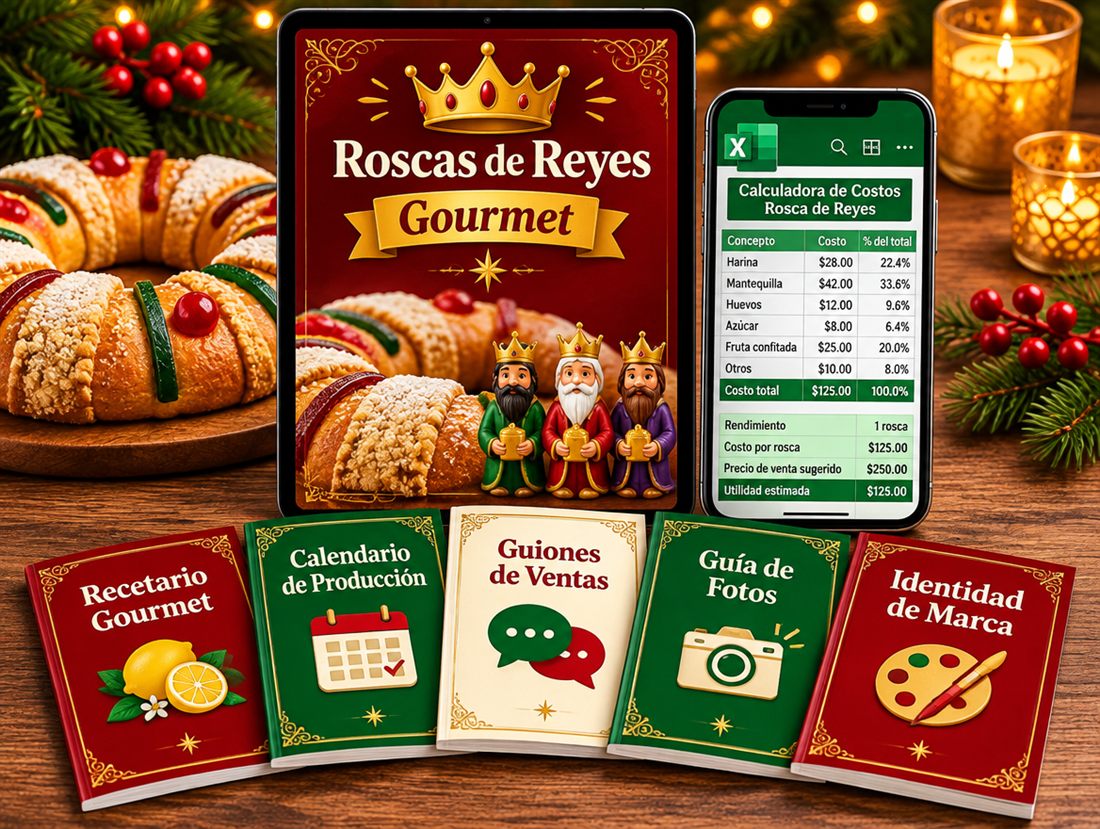 Roscas de Reyes
Gourmet
X
Calculadora de Costos
Rosca de Reyes
Concepto Costo % del total
Harina $28.00 22.4%
Mantequilla $42.00 33.6%
Huevos $12.00 9.6%
Azúcar $8.00 6.4%
Fruta confitada $25.00 20.0%
Otros $10.00 8.0%
Costo total $125.00 100.0%
Rendimiento 1 rosca
Costo por rosca $125.00
Precio de venta sugerido $250.00
Utilidad estimada $125.00
Recetario
Gourmet
Calendario
de Producción
Guiones
de Ventas
Guía de
Fotos
Identidad
de Marca